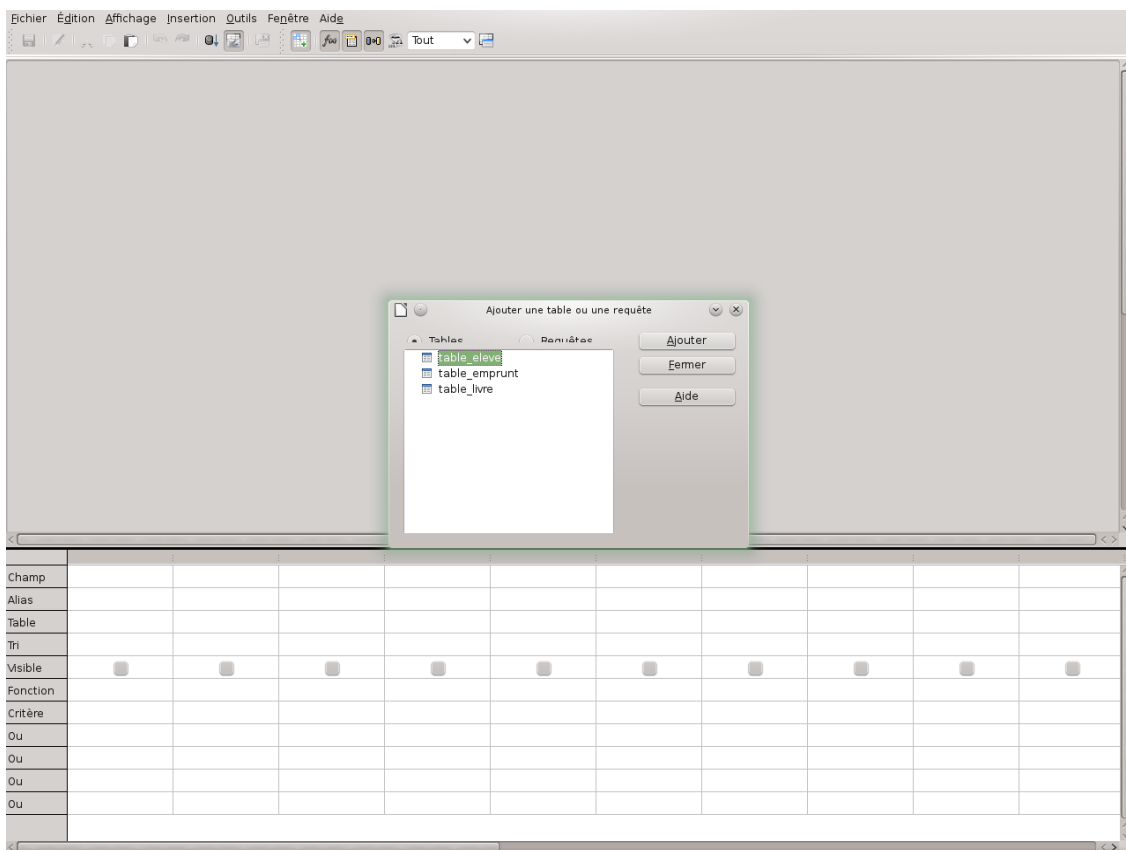 Fichier Édition Affichage Insertion Outils Fenêtre Aide
f(x) Tout
Ajouter une table ou une requête
Tables Requêtes Ajouter
table_eleve
Fermer
table_emprunt
table_livre
Aide
Champ
Alias
Table
Tri
Visible
Fonction
Critère
Ou
Ou
Ou
Ou